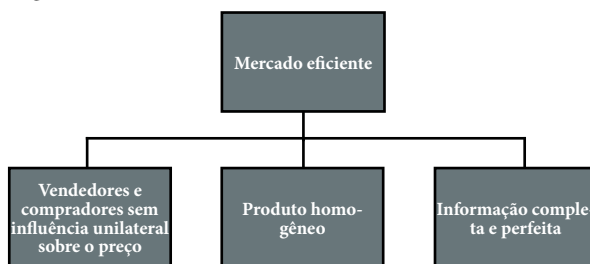 Mercado eficiente
Vendedores e
compradores sem
influência unilateral
sobre o preço
Produto homo-
gêneo
Informação comple-
ta e perfeita